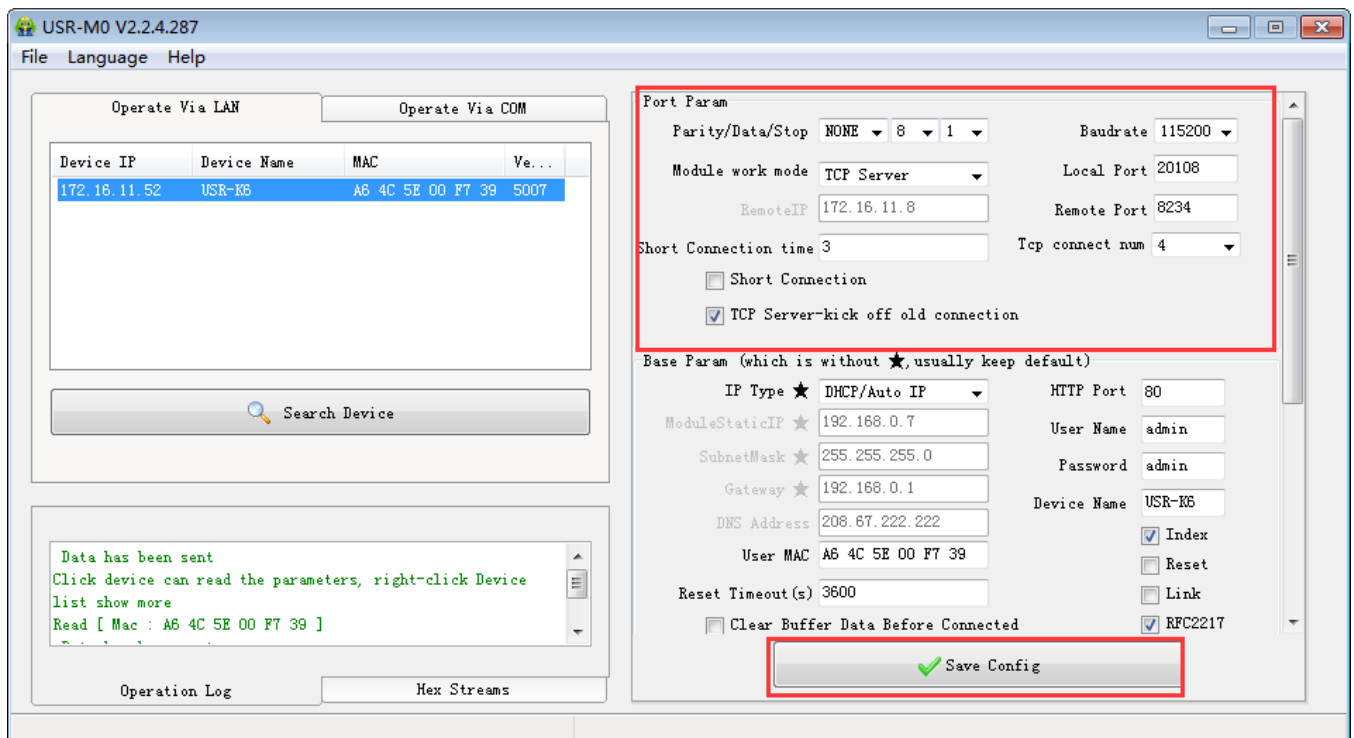 USR-M0 V2.2.4.287
File Language Help
Operate Via LAN
Operate Via COM
Device IP Device Name MAC Ve...
172.16.11.52 USR-K6 A6 4C 5E 00 F7 39 5007
Search Device
Data has been sent
Click device can read the parameters, right-click Device
list show more
Read [ Mac : A6 4C 5E 00 F7 39 ]
Operation Log
Hex Streams
Port Param
Parity/Data/Stop NONE 8 1 Baudrate 115200
Module work mode TCP Server Local Port 20108
RemoteIP 172.16.11.8 Remote Port 8234
Short Connection time 3 Tcp connect num 4
Short Connection
TCP Server-kick off old connection
Base Param (which is without ★,usually keep default)
IP Type ★ DHCP/Auto IP HTTP Port 80
ModuleStaticIP ★ 192.168.0.7 User Name admin
SubnetMask ★ 255.255.255.0 Password admin
Gateway ★ 192.168.0.1 Device Name USR-K6
DNS Address 208.67.222.222 Index
User MAC A6 4C 5E 00 F7 39 Reset
Reset Timeout(s) 3600 Link
Clear Buffer Data Before Connected RFC2217
Save Config